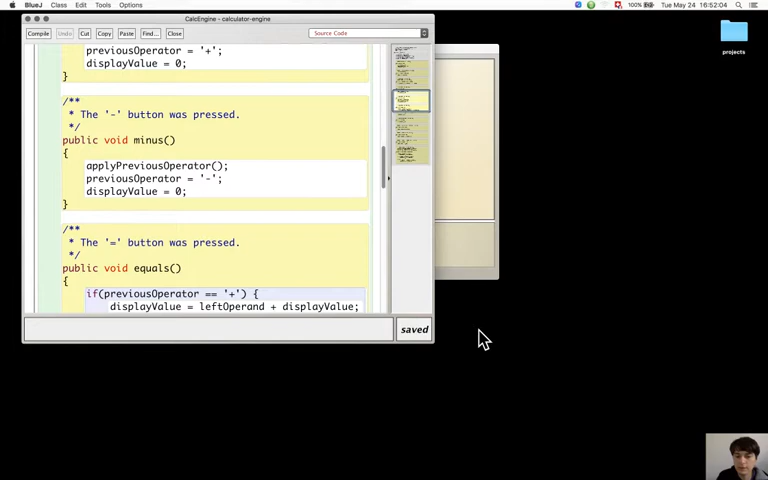 BlueJ Class Edit Tools Options
100% Tue May 24 16:52:04
CalcEngine - calculator-engine
Compile Undo Cut Copy Paste Find... Close
Source Code
previousOperator = '+';
displayValue = 0;
}
/**
* The '-' button was pressed.
*/
public void minus()
{
applyPreviousOperator();
previousOperator = '-';
displayValue = 0;
}
/**
* The '=' button was pressed.
*/
public void equals()
{
if(previousOperator == '+') {
displayValue = leftOperand + displayValue;
saved
projects